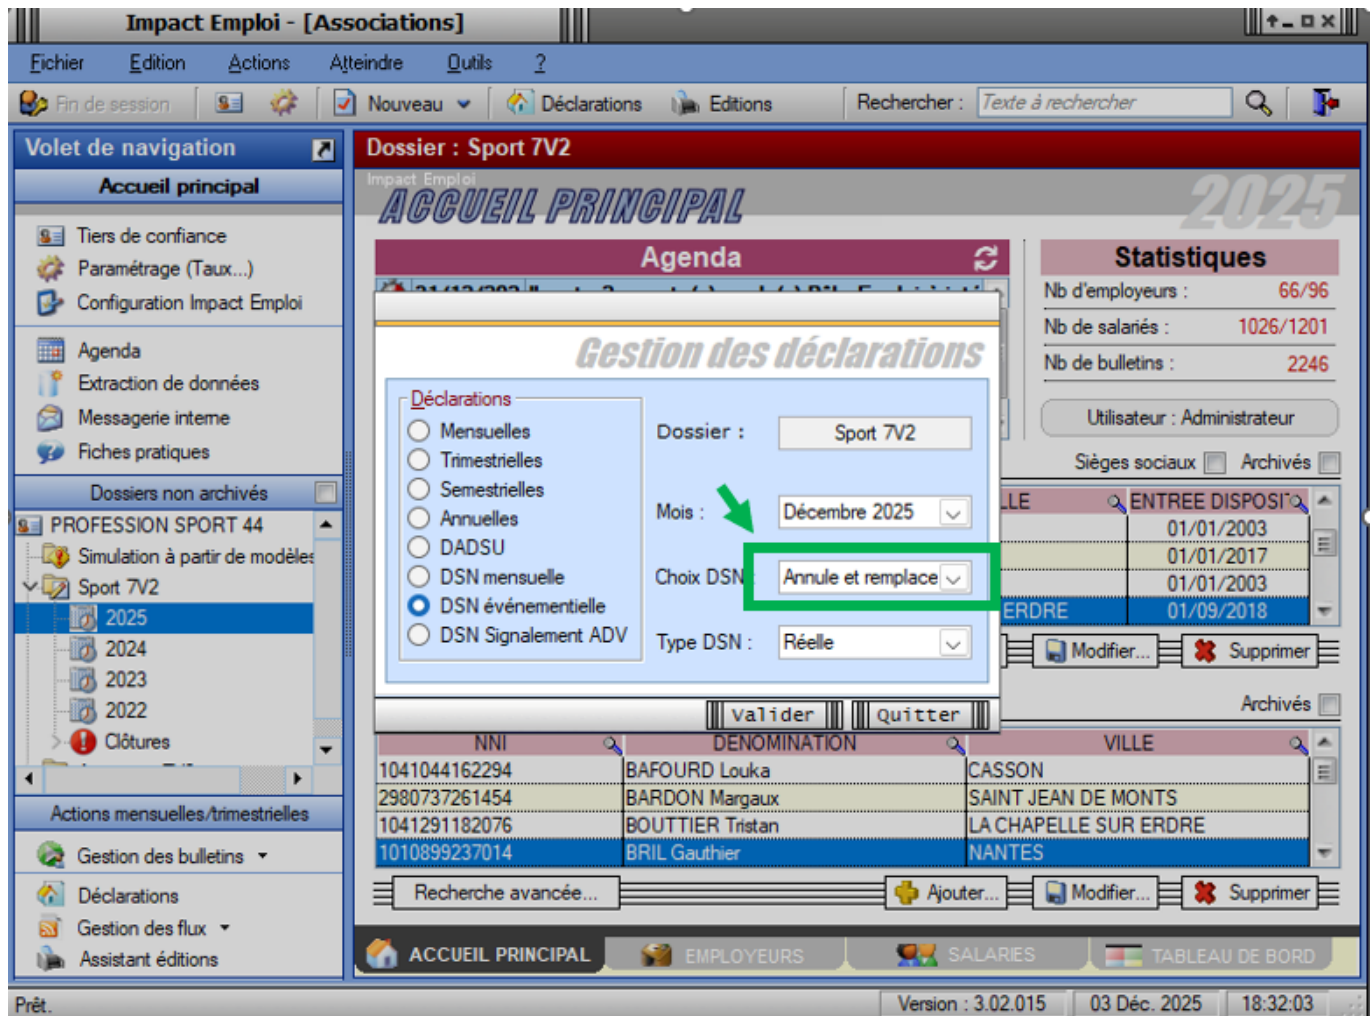 Impact Emploi - [Associations]
Fichier Edition Actions Atteindre Outils ?
Fin de session Nouveau Déclarations Editions Rechercher : Texte à rechercher
Volet de navigation
Dossier : Sport 7V2
Accueil principal
Impact Emploi
ACCUEIL PRINCIPAL
2025
Tiers de confiance
Paramétrage (Taux...)
Configuration Impact Emploi
Agenda
Extraction de données
Messagerie interne
Fiches pratiques
Dossiers non archivés
PROFESSION SPORT 44
Simulation à partir de modèles
Sport 7V2
2025
2024
2023
2022
Clôtures
Actions mensuelles/trimestrielles
Gestion des bulletins
Déclarations
Gestion des flux
Assistant éditions
Agenda
Statistiques
Nb d'employeurs : 66/96
Nb de salariés : 1026/1201
Nb de bulletins : 2246
Utilisateur : Administrateur
Sièges sociaux Archivés
Gestion des déclarations
Déclarations
Mensuelles
Trimestrielles
Semestrielles
Annuelles
DADSU
DSN mensuelle
DSN événementielle
DSN Signalement ADV
Dossier : Sport 7V2
Mois : Décembre 2025
Choix DSN : Annule et remplace
Type DSN : Réelle
Valider Quitter
LLE ENTREE DISPOSIT
01/01/2003
01/01/2017
01/01/2003
ERDRE 01/09/2018
Modifier... Supprimer
Archivés
NNI DENOMINATION VILLE
1041044162294 BAFOURD Louka CASSON
2980737261454 BARDON Margaux SAINT JEAN DE MONTS
1041291182076 BOUTTIER Tristan LA CHAPELLE SUR ERDRE
1010899237014 BRIL Gauthier NANTES
Recherche avancée... Ajouter... Modifier... Supprimer
ACCUEIL PRINCIPAL EMPLOYEURS SALARIES TABLEAU DE BORD
Prêt. Version : 3.02.015 03 Déc. 2025 18:32:03